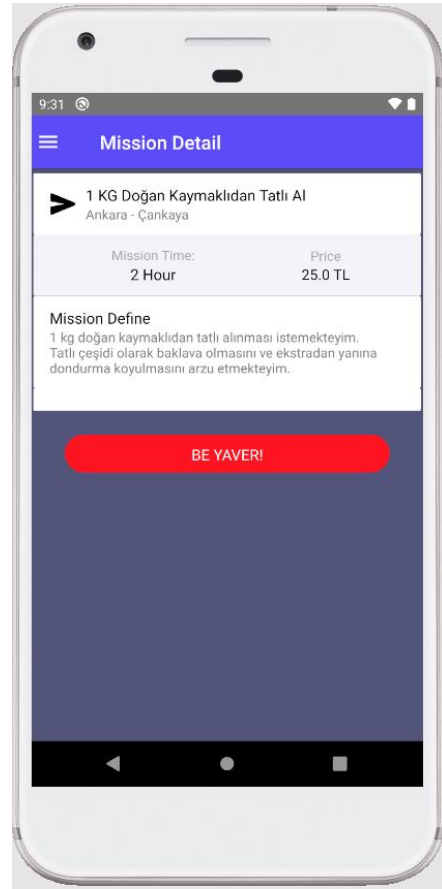 9:31
Mission Detail
1 KG Doğan Kaymaklıdan Tatlı Al
Ankara - Çankaya
Mission Time:
2 Hour
Price
25.0 TL
Mission Define
1 kg doğan kaymaklıdan tatlı alınması istemekteyim.
Tatlı çeşidi olarak baklava olmasını ve ekstradan yanına
dondurma koyulmasını arzu etmekteyim.
BE YAVER!